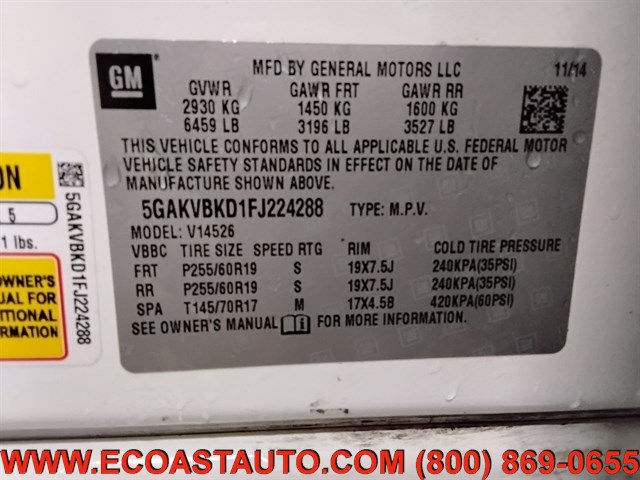 GM
MFD BY GENERAL MOTORS LLC 11/14
GVWR GAWR FRT GAWR RR
2930 KG 1450 KG 1600 KG
6459 LB 3196 LB 3527 LB
THIS VEHICLE CONFORMS TO ALL APPLICABLE U.S. FEDERAL MOTOR
VEHICLE SAFETY STANDARDS IN EFFECT ON THE DATE OF
MANUFACTURE SHOWN ABOVE.
5GAKVBKD1FJ224288 TYPE: M.P.V.
MODEL: V14526
VBBC TIRE SIZE SPEED RTG RIM COLD TIRE PRESSURE
FRT P255/60R19 S 19X7.5J 240KPA(35PSI)
RR P255/60R19 S 19X7.5J 240KPA(35PSI)
SPA T145/70R17 M 17X4.5B 420KPA(60PSI)
SEE OWNER'S MANUAL FOR MORE INFORMATION.
ON
5
1 lbs.
OWNER'S
FOR
5GAKVBKD1FJ224288
WWW.ECOASTAUTO.COM (800) 869-0655